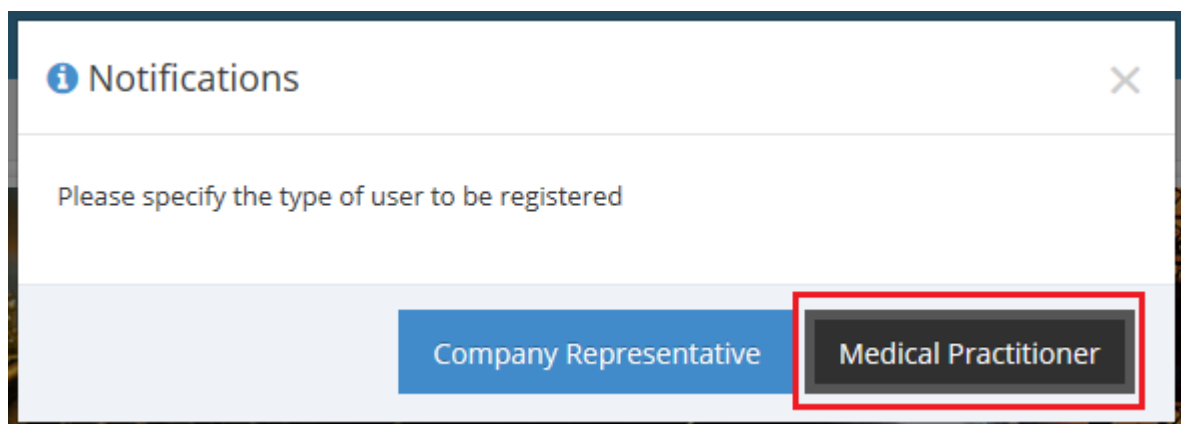 Notifications
Please specify the type of user to be registered
Company Representative
Medical Practitioner